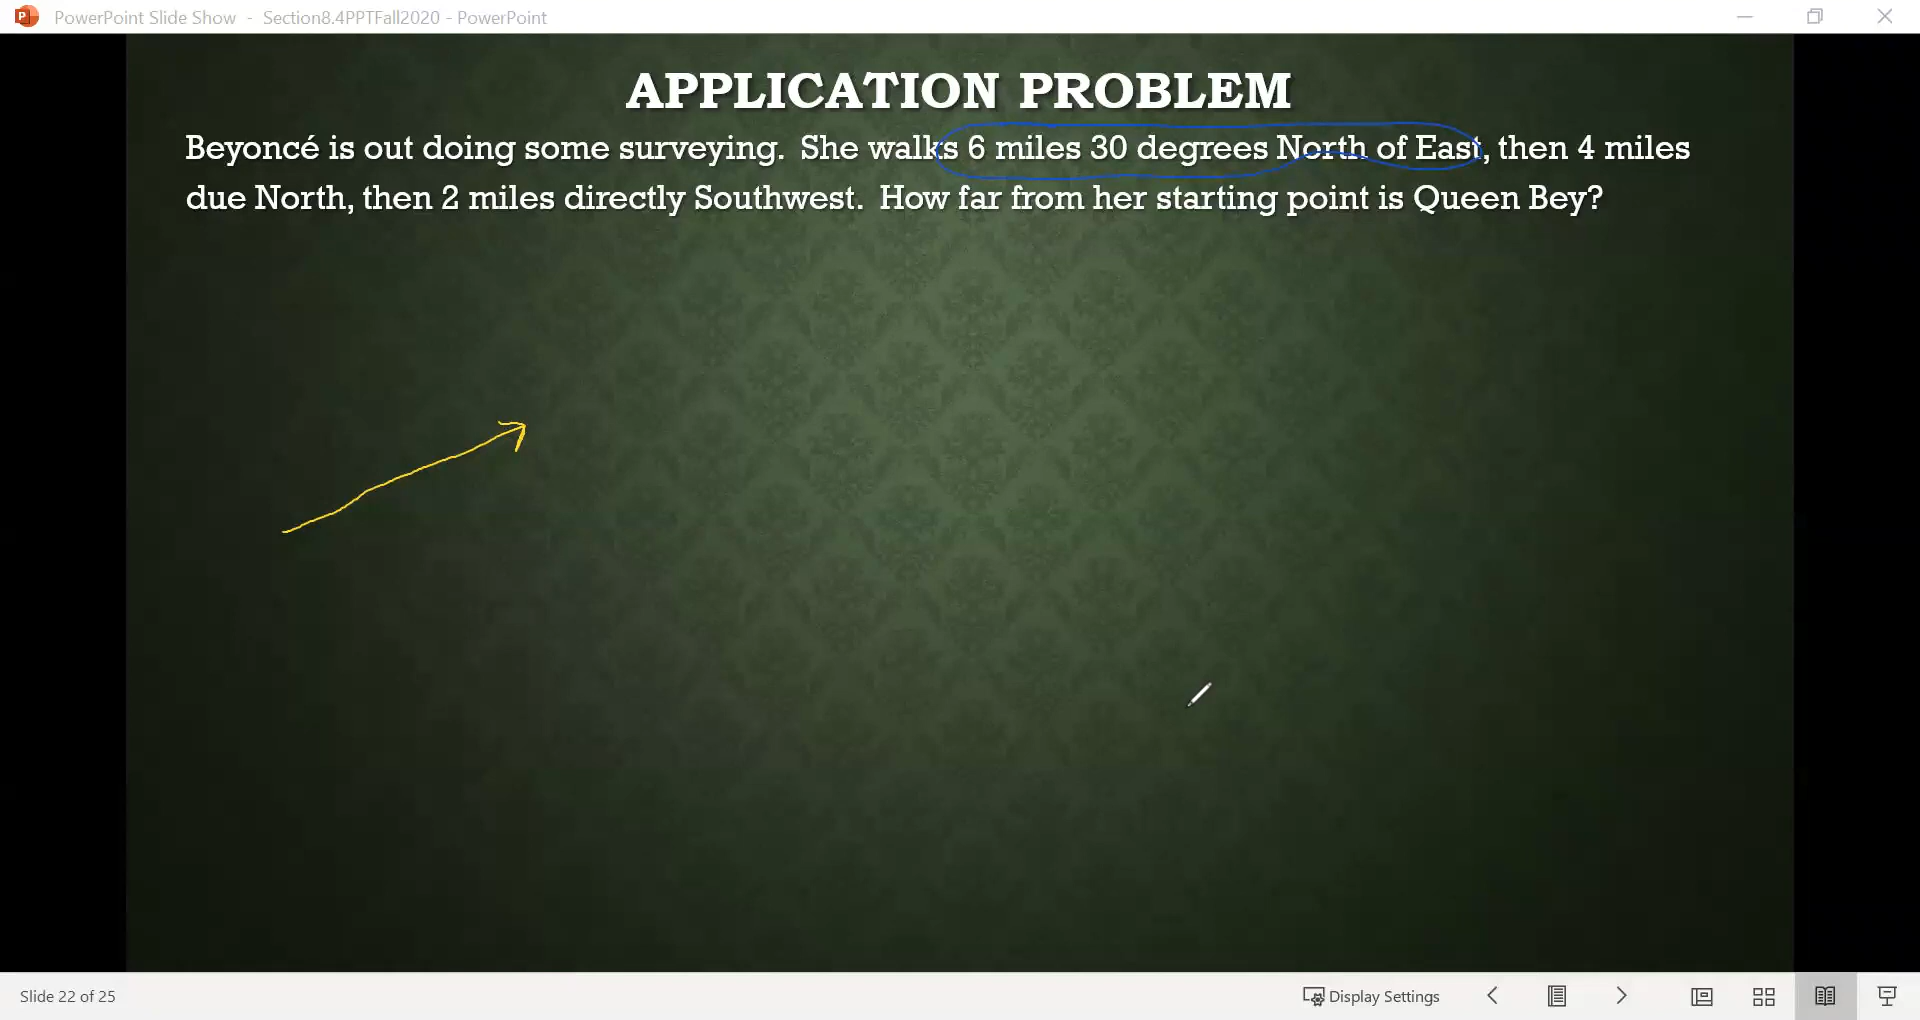 PowerPoint Slide Show - Section8.4PPTFall2020 - PowerPoint
APPLICATION PROBLEM
Beyoncé is out doing some surveying. She walks 6 miles 30 degrees North of East, then 4 miles
due North, then 2 miles directly Southwest. How far from her starting point is Queen Bey?
Slide 22 of 25
Display Settings